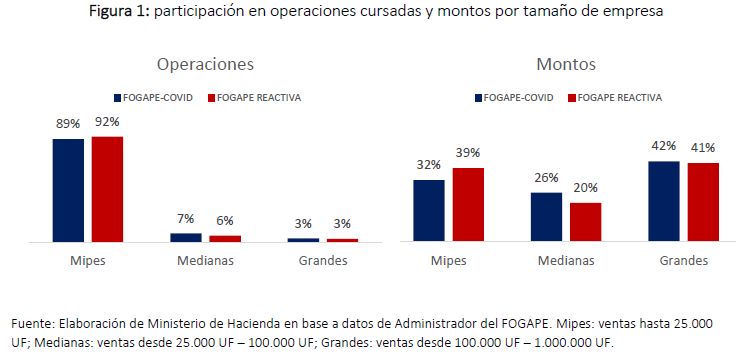 Figura 1: participación en operaciones cursadas y montos por tamaño de empresa
Operaciones
FOGAPE-COVID FOGAPE REACTIVA
89% 92%
7% 6%
3% 3%
Mipes Medianas Grandes
Montos
FOGAPE-COVID FOGAPE REACTIVA
32% 39%
26% 20%
42% 41%
Mipes Medianas Grandes
Fuente: Elaboración de Ministerio de Hacienda en base a datos de Administrador del FOGAPE. Mipes: ventas hasta 25.000
UF; Medianas: ventas desde 25.000 UF – 100.000 UF; Grandes: ventas desde 100.000 UF – 1.000.000 UF.